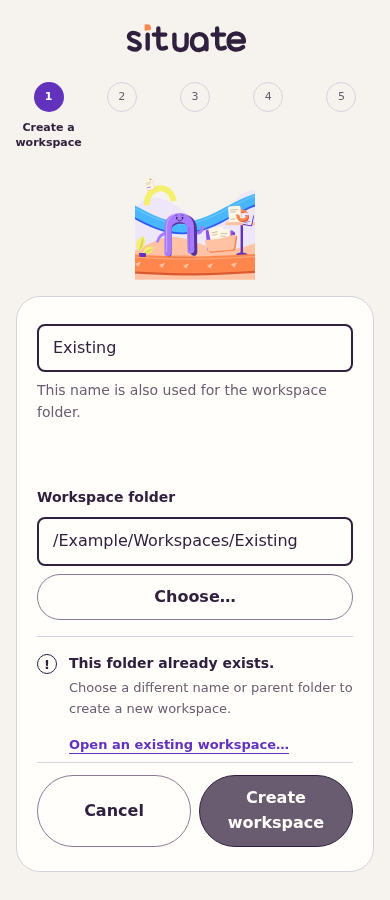 situate
1
2
3
4
5
Create a
workspace
Existing
This name is also used for the workspace
folder.
Workspace folder
/Example/Workspaces/Existing
Choose…
!
This folder already exists.
Choose a different name or parent folder to
create a new workspace.
Open an existing workspace…
Cancel
Create
workspace